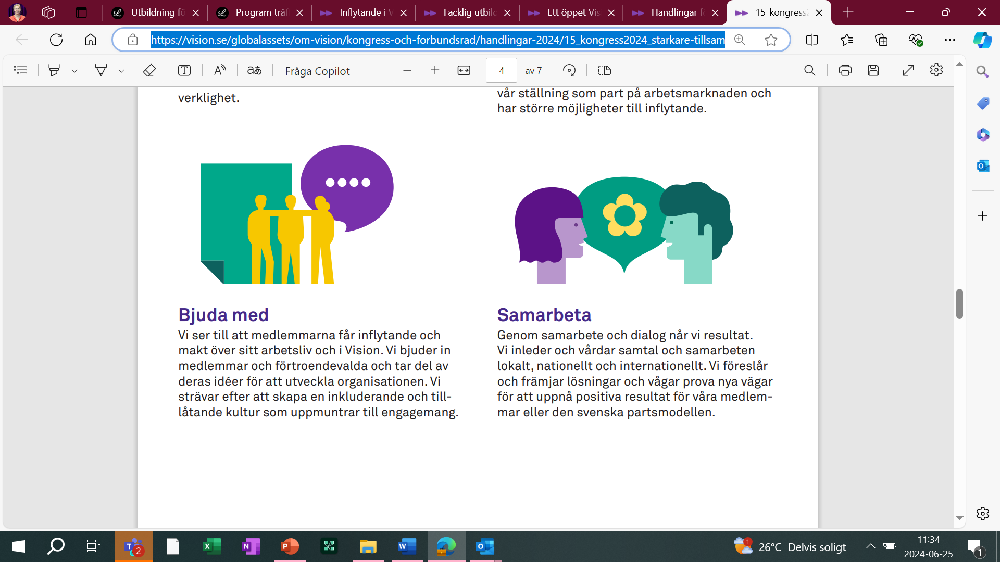 Utbildning fö
Program träf
Inflytande i V
Facklig utbild
Ett öppet Vis
Handlingar fö
15_kongress2
https://vision.se/globalassets/om-vision/kongress-och-forbundsrad/handlingar-2024/15_kongress2024_starkare-tillsam
Fråga Copilot
4
av 7
verklighet.
vår ställning som part på arbetsmarknaden och
har större möjligheter till inflytande.
Bjuda med
Vi ser till att medlemmarna får inflytande och
makt över sitt arbetsliv och i Vision. Vi bjuder in
medlemmar och förtroendevalda och tar del av
deras idéer för att utveckla organisationen. Vi
strävar efter att skapa en inkluderande och till-
låtande kultur som uppmuntrar till engagemang.
Samarbeta
Genom samarbete och dialog når vi resultat.
Vi inleder och vårdar samtal och samarbeten
lokalt, nationellt och internationellt. Vi föreslår
och främjar lösningar och vågar prova nya vägar
för att uppnå positiva resultat för våra medlem-
mar eller den svenska partsmodellen.
2
1
26°C Delvis soligt
11:34
2024-06-25
1